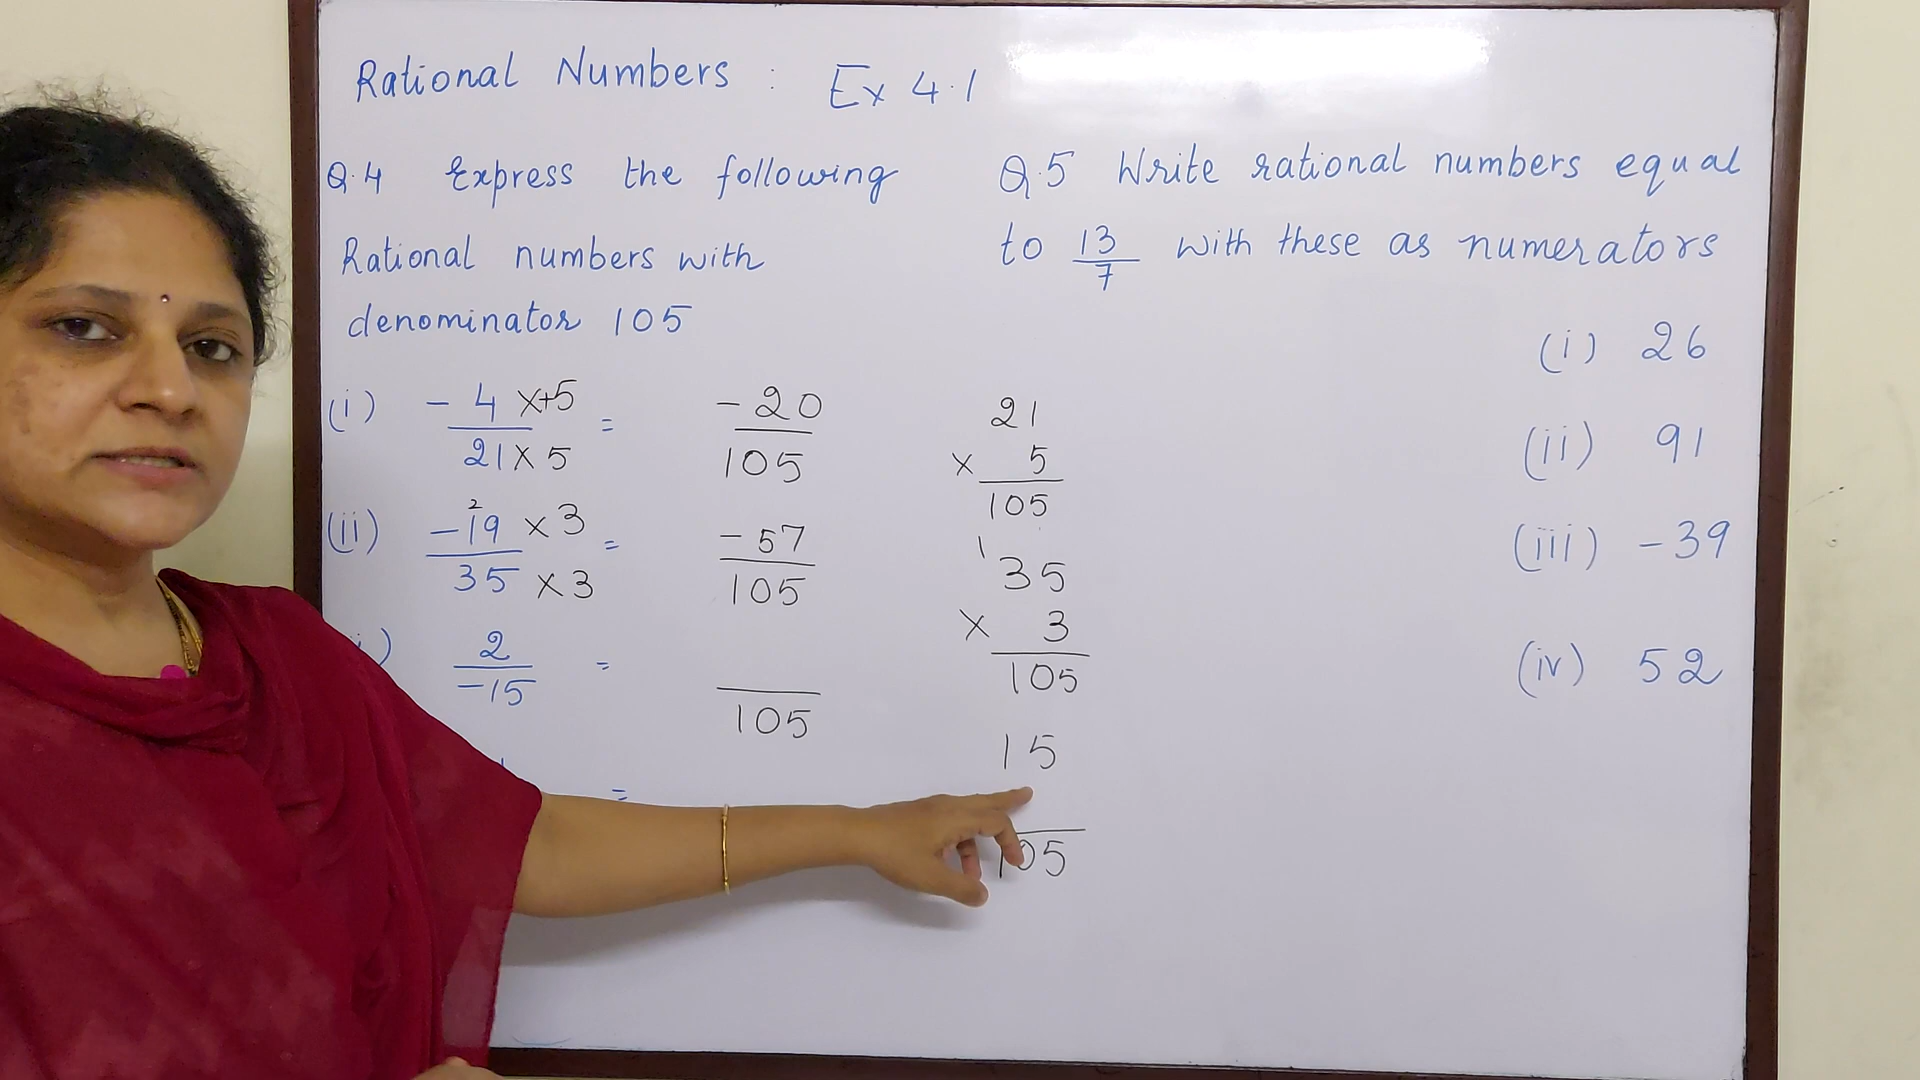 Rational Numbers : Ex 4.1
Q.4 Express the following
Rational numbers with
denominator 105
(i) -4 x+5 = -20
21 x 5 105
(ii) -19 x 3 = -57
2
35 x 3 105
) 2 =
-15 105
=
21
x 5
105
1
35
x 3
105
15
105
Q.5 Write rational numbers equal
to 13/7 with these as numerators
(i) 26
(ii) 91
(iii) -39
(iv) 52